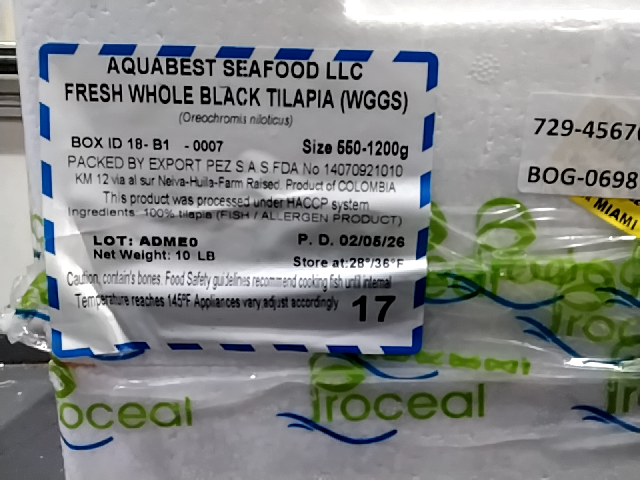 AQUABEST SEAFOOD LLC
FRESH WHOLE BLACK TILAPIA (WGGS)
(Oreochromis niloticus)
BOX ID 18- B1 - 0007 Size 550-1200g
PACKED BY EXPORT PEZ S A S FDA No 14070921010
KM 12 via al sur Neiva-Huila-Farm Raised. Product of COLOMBIA
This product was processed under HACCP system
Ingredients: 100% tilapia (FISH / ALLERGEN PRODUCT)
LOT: ADME0 P. D. 02/05/26
Net Weight: 10 LB Store at:28°/36°F
Caution, contain's bones. Food Safety guidelines recommend cooking fish until internal
Temperature reaches 145ºF Appliances vary adjust accordingly 17
729-4567
BOG-0698
MIAMI
Proceal
oceal
Proceal